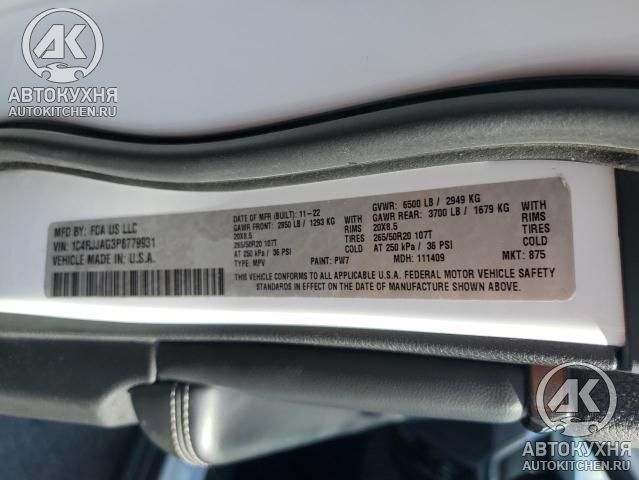 AK
АВТОКУХНЯ
AUTOKITCHEN.RU
MFD BY: FCA US LLC
VIN: 1C4RJJAG3P8779931
VEHICLE MADE IN: U.S.A.
DATE OF MFR (BUILT): 11-22
GAWR FRONT: 2850 LB / 1293 KG
RIMS 20X8.5
TIRES 265/50R20 107T
COLD AT 250 kPa / 36 PSI
TYPE: MPV
PAINT: PW7
GVWR: 6500 LB / 2949 KG
GAWR REAR: 3700 LB / 1679 KG
RIMS 20X8.5
TIRES 265/50R20 107T
COLD AT 250 kPa / 36 PSI
MDH: 111409
MKT: 875
THIS VEHICLE CONFORMS TO ALL APPLICABLE U.S.A. FEDERAL MOTOR VEHICLE SAFETY
STANDARDS IN EFFECT ON THE DATE OF MANUFACTURE SHOWN ABOVE.
AK
АВТОКУХНЯ
AUTOKITCHEN.RU